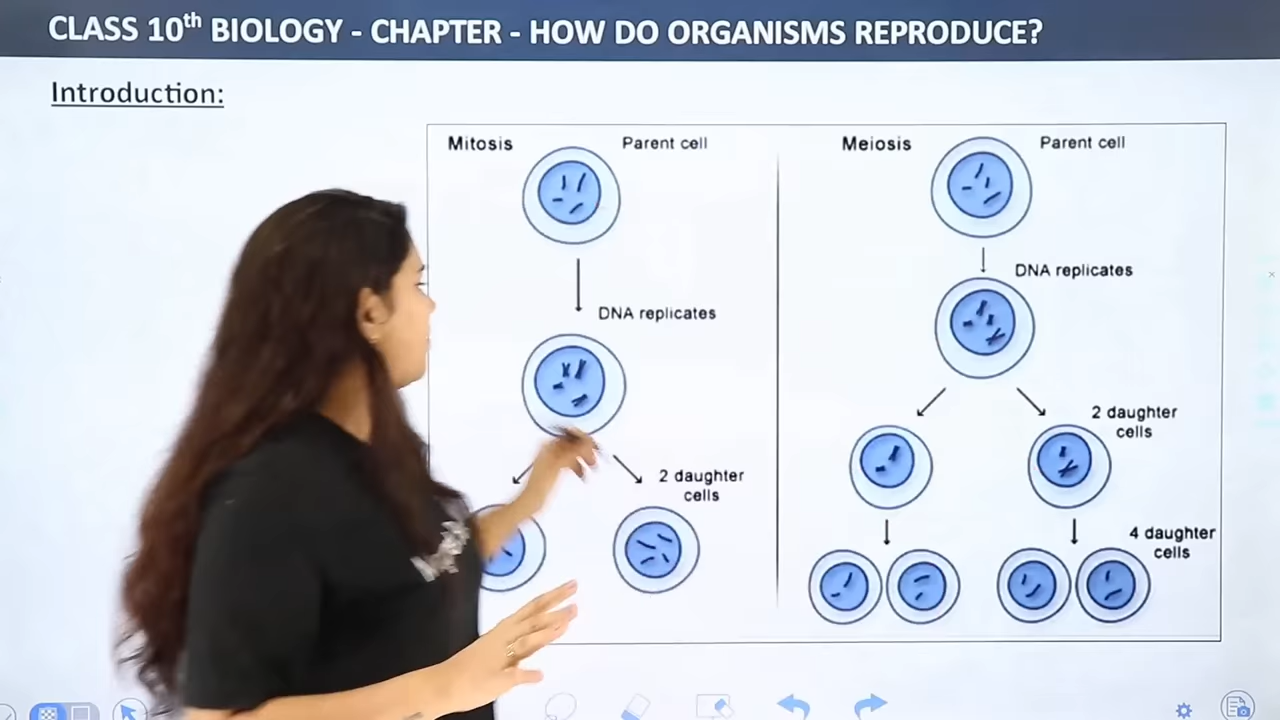 CLASS 10th BIOLOGY - CHAPTER - HOW DO ORGANISMS REPRODUCE?
Introduction:
Mitosis
Parent cell
DNA replicates
2 daughter
cells
Meiosis
Parent cell
DNA replicates
2 daughter
cells
4 daughter
cells